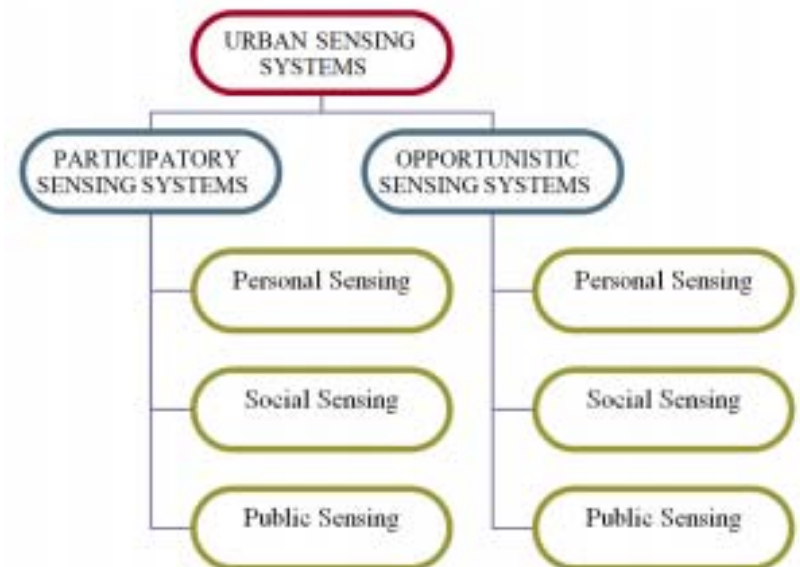 URBAN SENSING
SYSTEMS
PARTICIPATORY
SENSING SYSTEMS
OPPORTUNISTIC
SENSING SYSTEMS
Personal Sensing
Social Sensing
Public Sensing
Personal Sensing
Social Sensing
Public Sensing